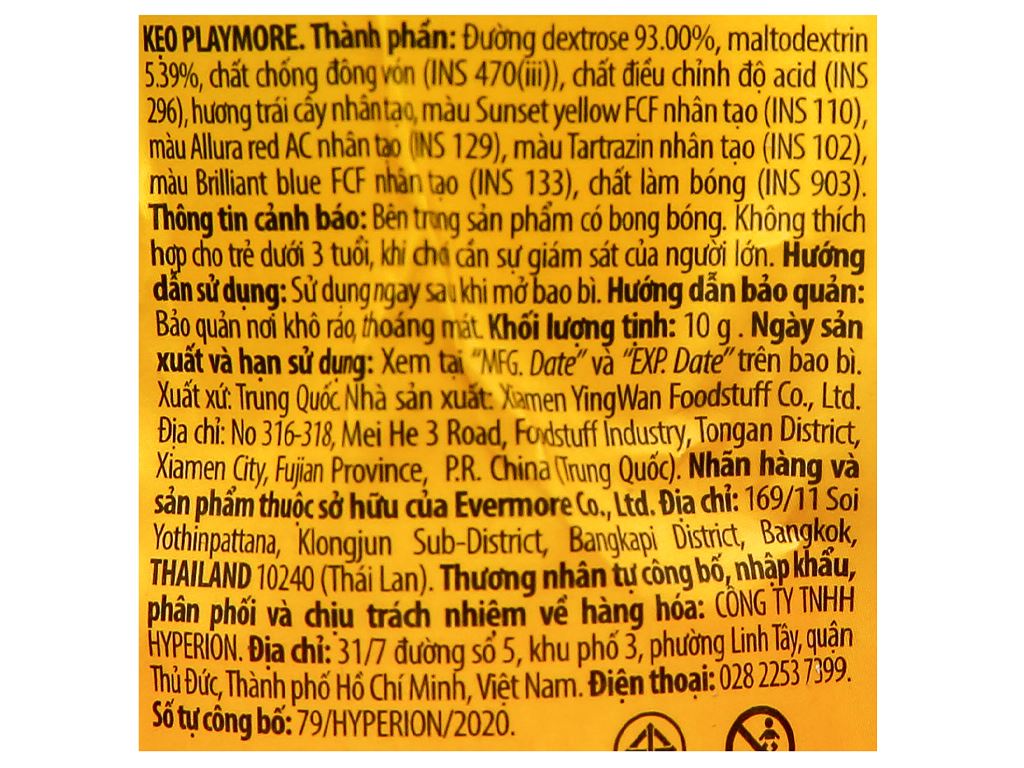 KẸO PLAYMORE. Thành phần: Đường dextrose 93.00%, maltodextrin
5.39%, chất chống đông vón (INS 470(iii)), chất điều chỉnh độ acid (INS
296), hương trái cây nhân tạo, màu Sunset yellow FCF nhân tạo (INS 110),
màu Allura red AC nhân tạo (INS 129), màu Tartrazin nhân tạo (INS 102),
màu Brilliant blue FCF nhân tạo (INS 133), chất làm bóng (INS 903).
Thông tin cảnh báo: Bên trong sản phẩm có bong bóng. Không thích
hợp cho trẻ dưới 3 tuổi, khi chơi cần sự giám sát của người lớn. Hướng
dẫn sử dụng: Sử dụng ngay sau khi mở bao bì. Hướng dẫn bảo quản:
Bảo quản nơi khô ráo, thoáng mát. Khối lượng tịnh: 10 g . Ngày sản
xuất và hạn sử dụng: Xem tại "MFG. Date" và "EXP. Date" trên bao bì.
Xuất xứ: Trung Quốc Nhà sản xuất: Xiamen YingWan Foodstuff Co., Ltd.
Địa chỉ: No 316-318, Mei He 3 Road, Foodstuff Industry, Tongan District,
Xiamen City, Fujian Province, P.R. China (Trung Quốc). Nhãn hàng và
sản phẩm thuộc sở hữu của Evermore Co., Ltd. Địa chỉ: 169/11 Soi
Yothinpattana, Klongjun Sub-District, Bangkapi District, Bangkok,
THAILAND 10240 (Thái Lan). Thương nhân tự công bố, nhập khẩu,
phân phối và chịu trách nhiệm về hàng hóa: CÔNG TY TNHH
HYPERION. Địa chỉ: 31/7 đường số 5, khu phố 3, phường Linh Tây, quận
Thủ Đức, Thành phố Hồ Chí Minh, Việt Nam. Điện thoại: 028 2253 7399.
Số tự công bố: 79/HYPERION/2020.